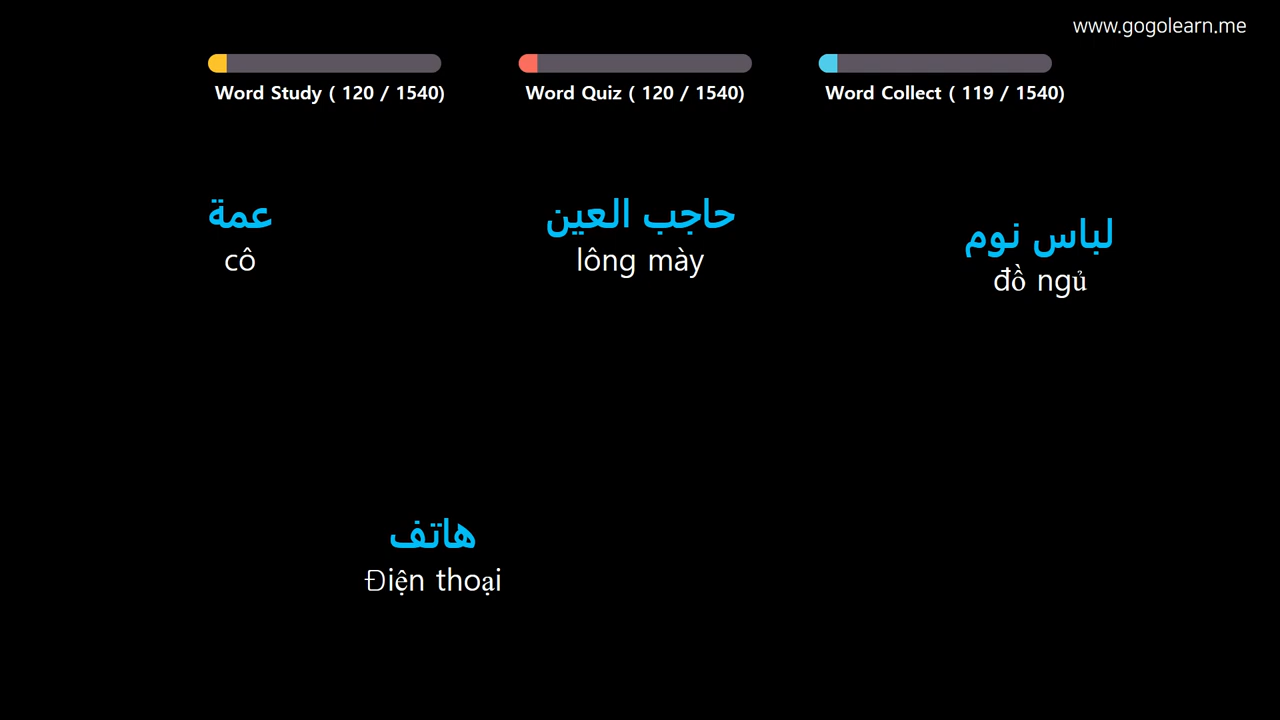 www.gogolearn.me
Word Study ( 120 / 1540)
Word Quiz ( 120 / 1540)
Word Collect ( 119 / 1540)
عمة
cô
حاجب العين
lông mày
لباس نوم
đồ ngủ
هاتف
Điện thoại